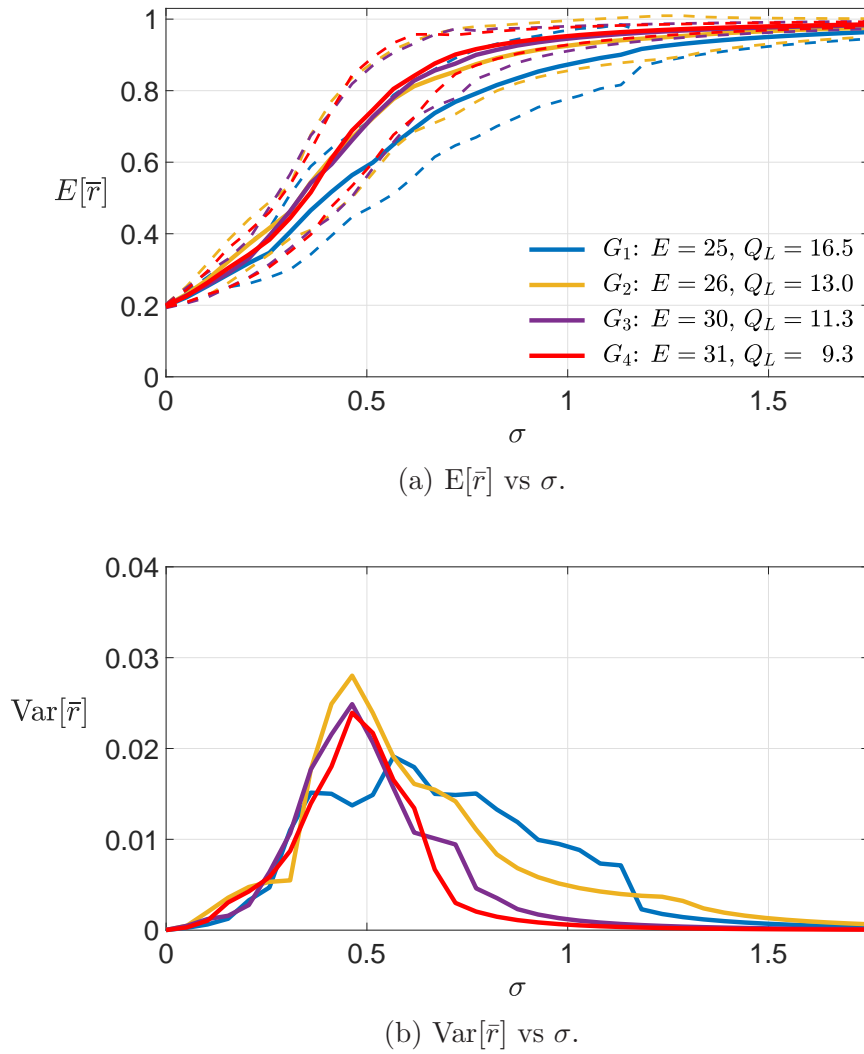 1
0.8
0.6
E[r̄]
0.4
0.2
0
G₁: E = 25, Q_L = 16.5
G₂: E = 26, Q_L = 13.0
G₃: E = 30, Q_L = 11.3
G₄: E = 31, Q_L = 9.3
0 0.5 1 1.5
σ
(a) E[r̄] vs σ.
0.04
0.03
Var[r̄]
0.02
0.01
0
0 0.5 1 1.5
σ
(b) Var[r̄] vs σ.